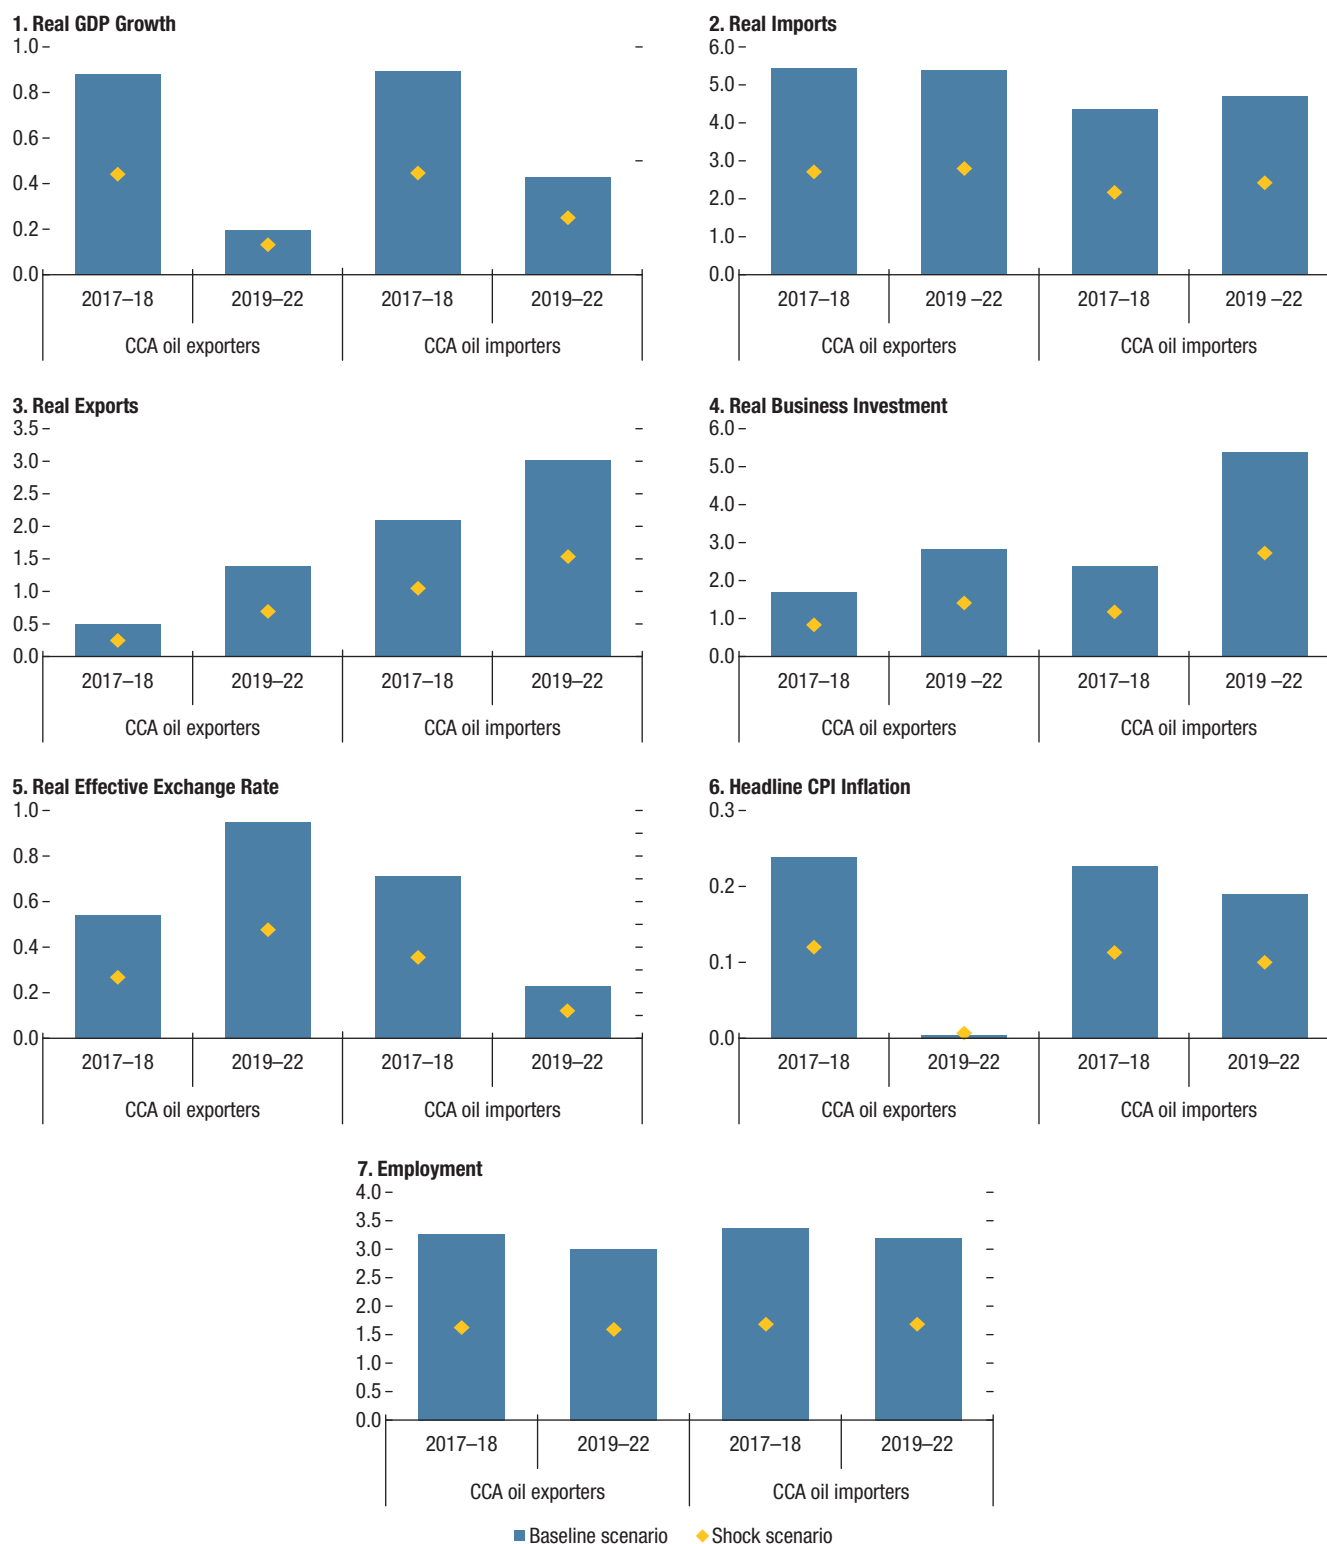 1. Real GDP Growth
1.0
0.8
0.6
0.4
0.2
0.0
2017–18 2019–22 2017–18 2019–22
CCA oil exporters CCA oil importers
2. Real Imports
6.0
5.0
4.0
3.0
2.0
1.0
0.0
2017–18 2019 –22 2017–18 2019 –22
CCA oil exporters CCA oil importers
3. Real Exports
3.5
3.0
2.5
2.0
1.5
1.0
0.5
0.0
2017–18 2019–22 2017–18 2019–22
CCA oil exporters CCA oil importers
4. Real Business Investment
6.0
5.0
4.0
3.0
2.0
1.0
0.0
2017–18 2019 –22 2017–18 2019 –22
CCA oil exporters CCA oil importers
5. Real Effective Exchange Rate
1.0
0.8
0.6
0.4
0.2
0.0
2017–18 2019–22 2017–18 2019–22
CCA oil exporters CCA oil importers
6. Headline CPI Inflation
0.3
0.2
0.1
0.0
2017–18 2019–22 2017–18 2019–22
CCA oil exporters CCA oil importers
7. Employment
4.0
3.5
3.0
2.5
2.0
1.5
1.0
0.5
0.0
2017–18 2019–22 2017–18 2019–22
CCA oil exporters CCA oil importers
Baseline scenario Shock scenario